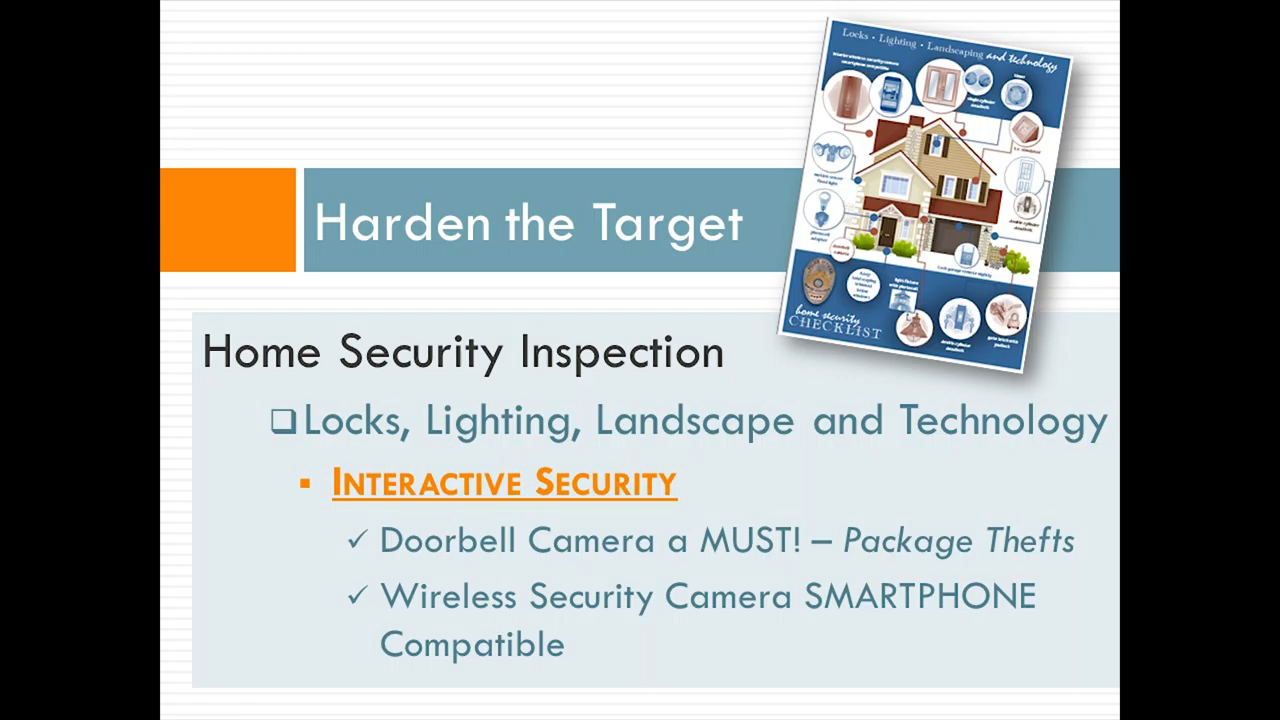 Locks • Lighting • Landscaping and technology
Harden the Target
home security
CHECKLIST
Home Security Inspection
❑Locks, Lighting, Landscape and Technology
▪ INTERACTIVE SECURITY
✓ Doorbell Camera a MUST! – Package Thefts
✓ Wireless Security Camera SMARTPHONE
Compatible